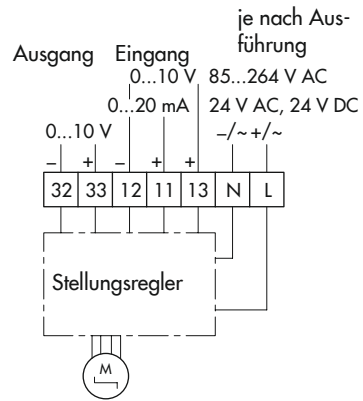 je nach Aus-
führung
Ausgang Eingang
0...10 V 85...264 V AC
0...20 mA 24 V AC, 24 V DC
0...10 V −/~ +/~
− + − + +
32 33 12 11 13 N L
Stellungsregler
M